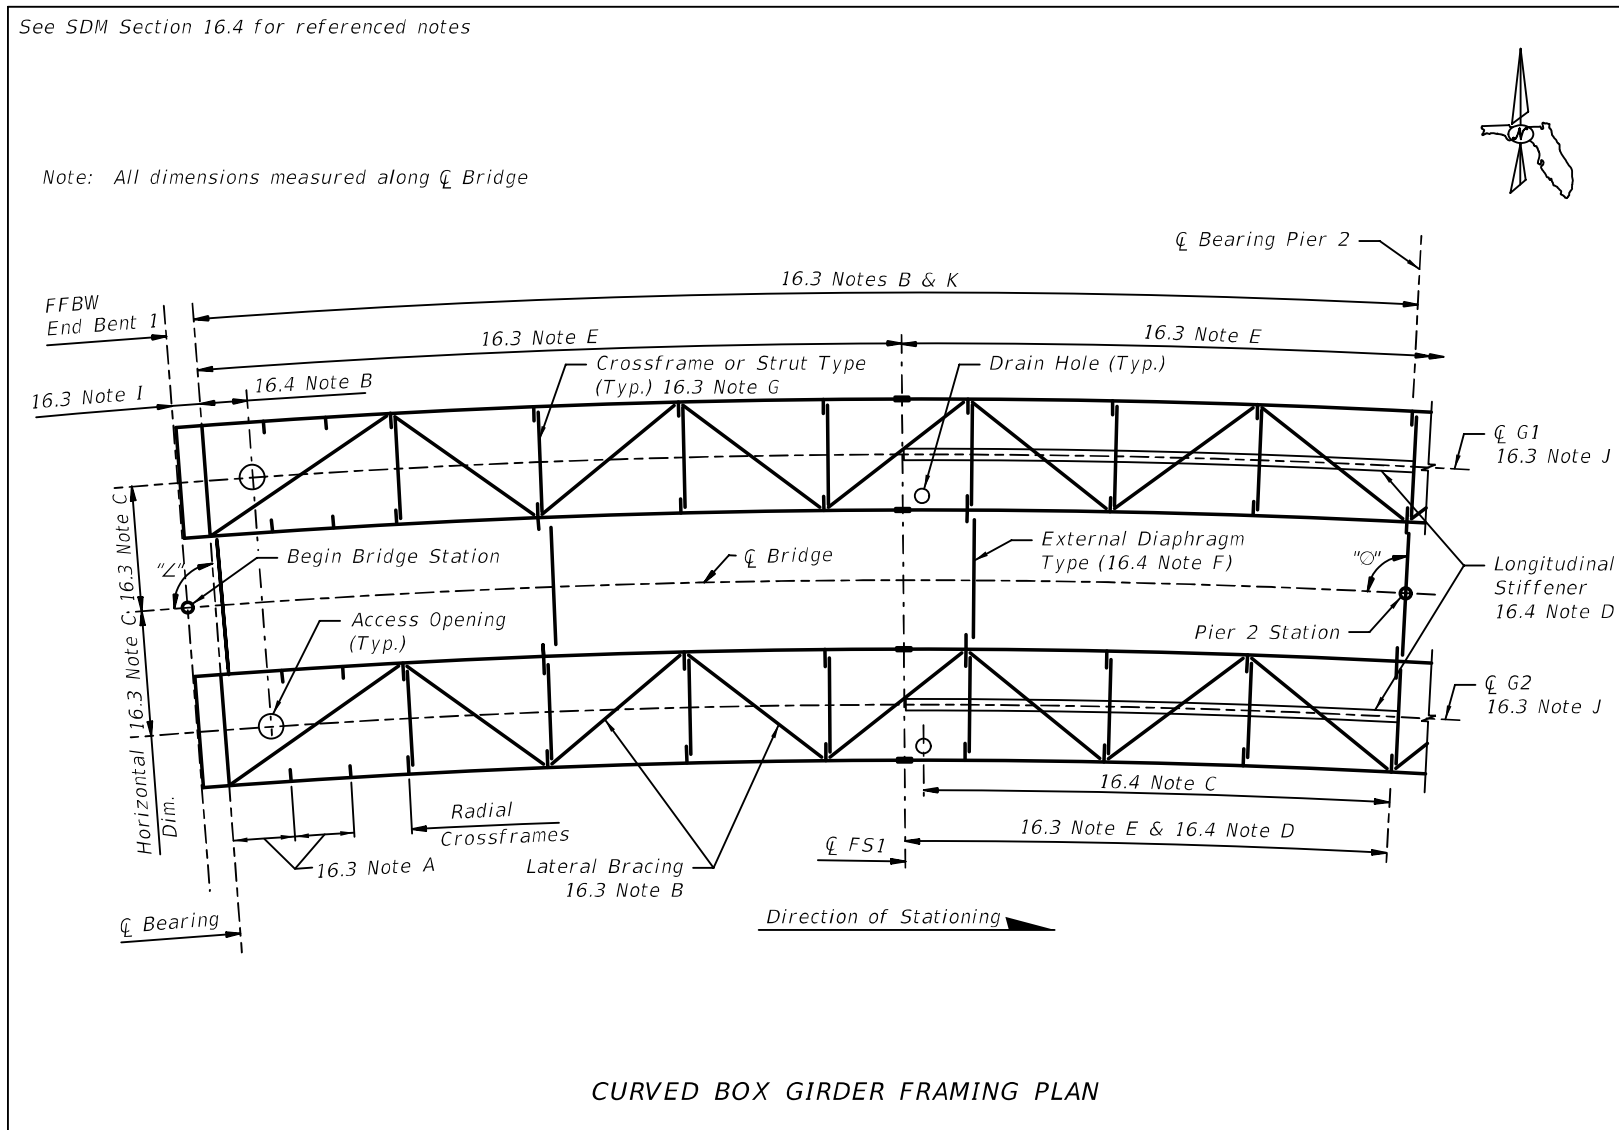 See SDM Section 16.4 for referenced notes
N
Note: All dimensions measured along ℄ Bridge
℄ Bearing Pier 2
16.3 Notes B & K
FFBW
End Bent 1
16.3 Note E
16.3 Note E
Crossframe or Strut Type
(Typ.) 16.3 Note G
Drain Hole (Typ.)
16.4 Note B
16.3 Note I
℄ G1
16.3 Note J
16.3 Note C
Begin Bridge Station
℄ Bridge
External Diaphragm
Type (16.4 Note F)
"∠"
"∅"
Longitudinal
Stiffener
16.4 Note D
Access Opening
(Typ.)
Pier 2 Station
16.3 Note C
℄ G2
16.3 Note J
Horizontal
Dim.
16.4 Note C
Radial
Crossframes
16.3 Note E & 16.4 Note D
℄ FS1
16.3 Note A
Lateral Bracing
16.3 Note B
℄ Bearing
Direction of Stationing
CURVED BOX GIRDER FRAMING PLAN